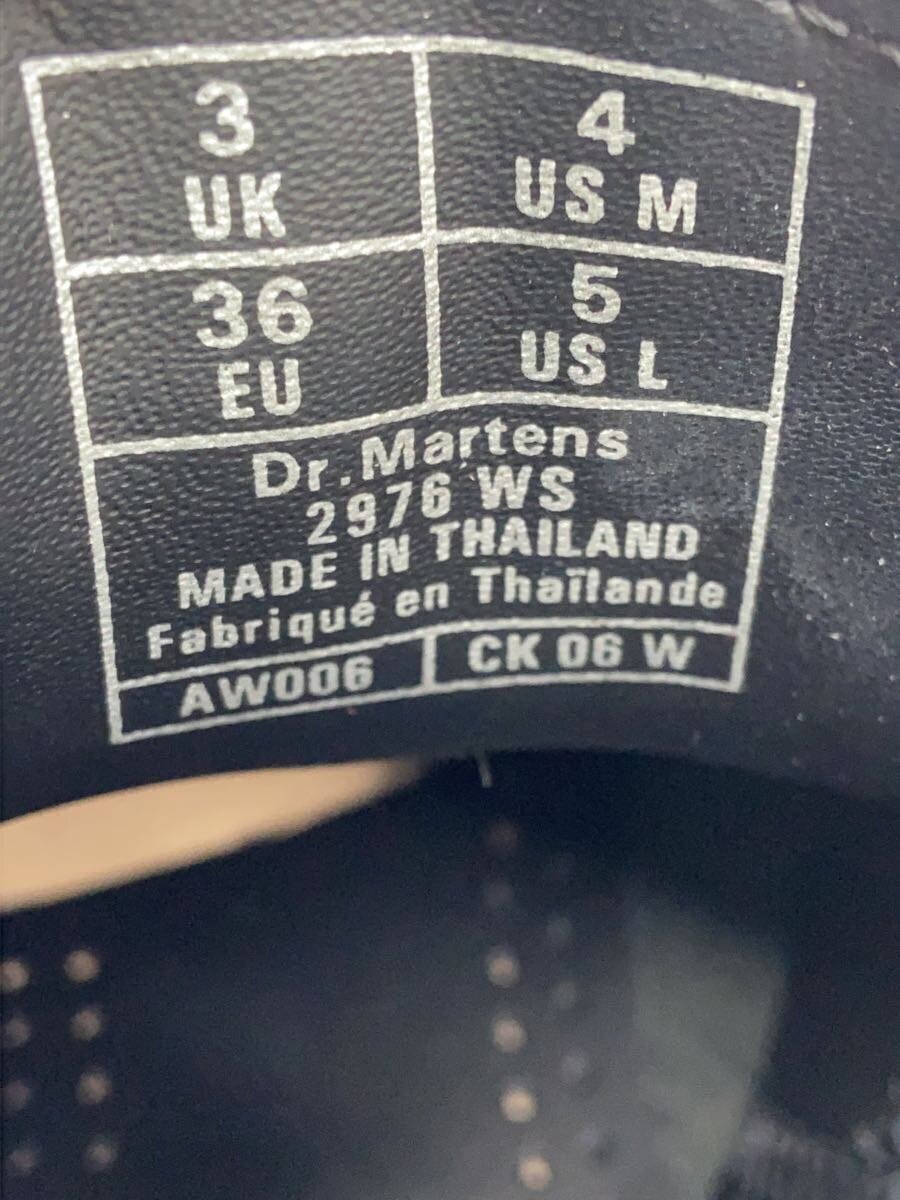 3
UK
4
US M
36
EU
5
US L
Dr.Martens
2976 WS
MADE IN THAILAND
Fabriqué en Thaïlande
AW006
CK 06 W